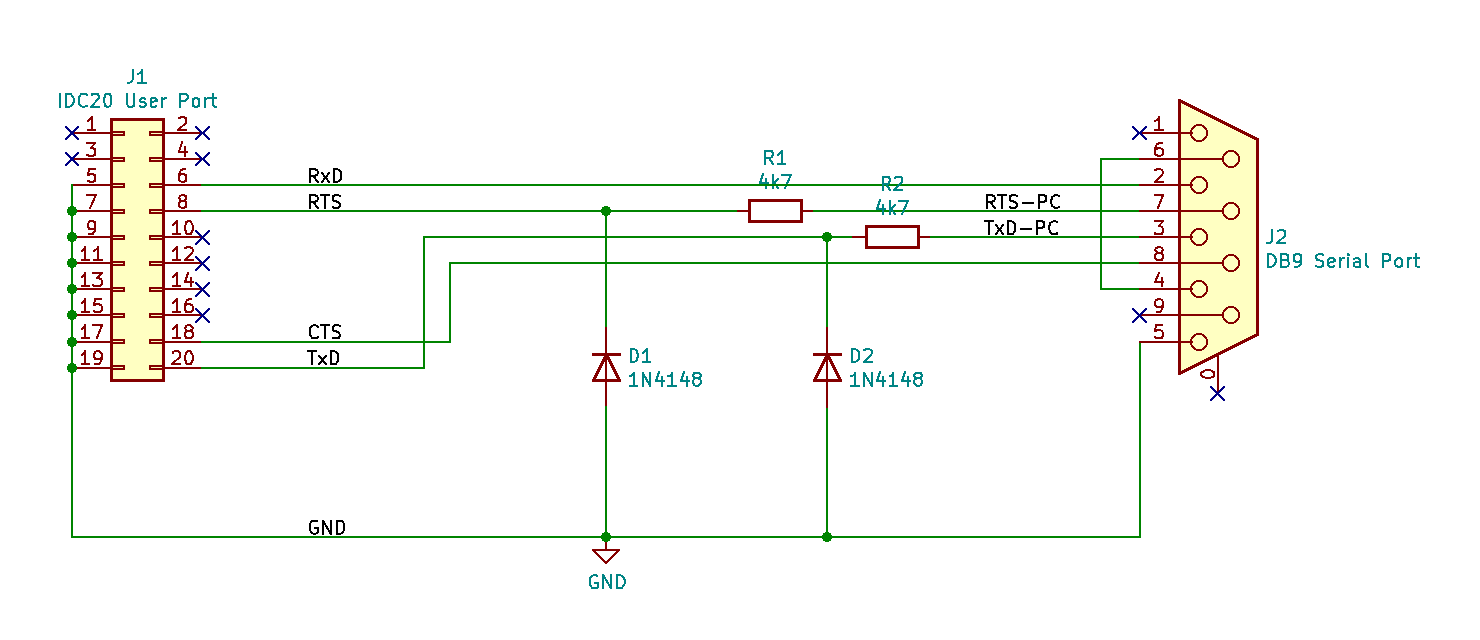 J1
IDC20 User Port
1 2
3 4
5 6
7 8
9 10
11 12
13 14
15 16
17 18
19 20
RxD
RTS
CTS
TxD
GND
R1
4k7
R2
4k7
RTS-PC
TxD-PC
D1
1N4148
D2
1N4148
GND
1
6
2
7
3
8
4
9
5
0
J2
DB9 Serial Port